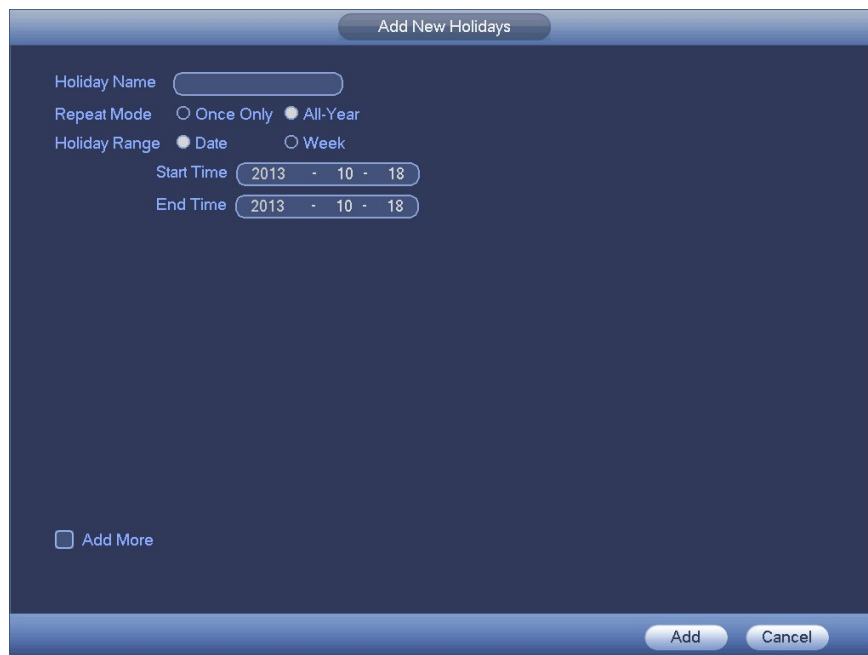 Add New Holidays
Holiday Name
Repeat Mode Once Only All-Year
Holiday Range Date Week
Start Time 2013 - 10 - 18
End Time 2013 - 10 - 18
Add More
Add Cancel